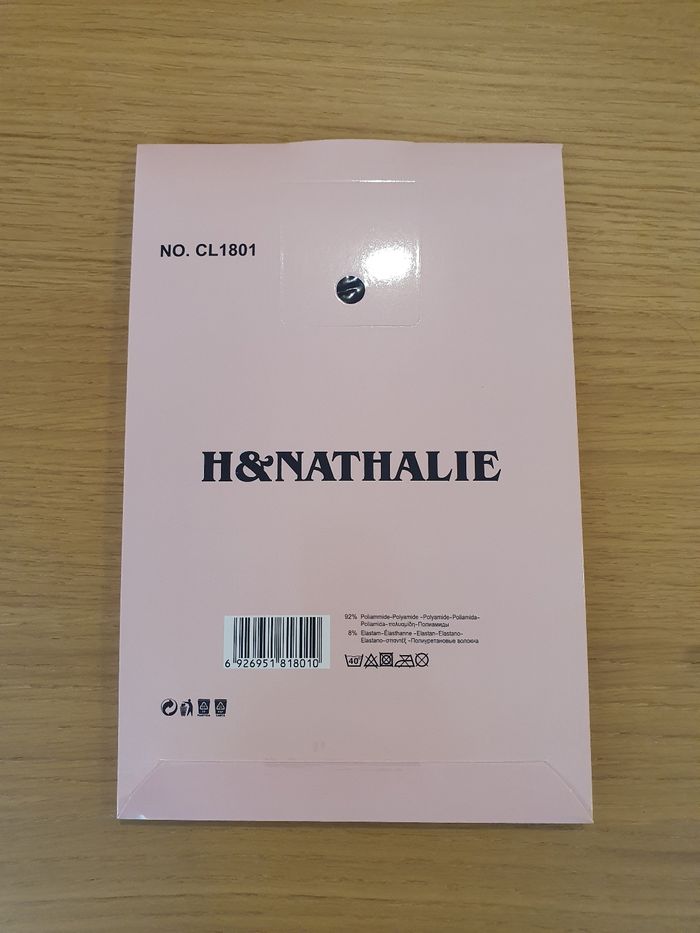 NO. CL1801
H&NATHALIE
92% Poliammide-Polyamide -Polyamide-Poliamida-
Poliamida-πολυαμίδη-Полиамиды
8% Elastam-Élasthanne -Elastan-Elastano-
Elastano-σπαντέξ -Полиуретановые волокна
6 926951 818010
40